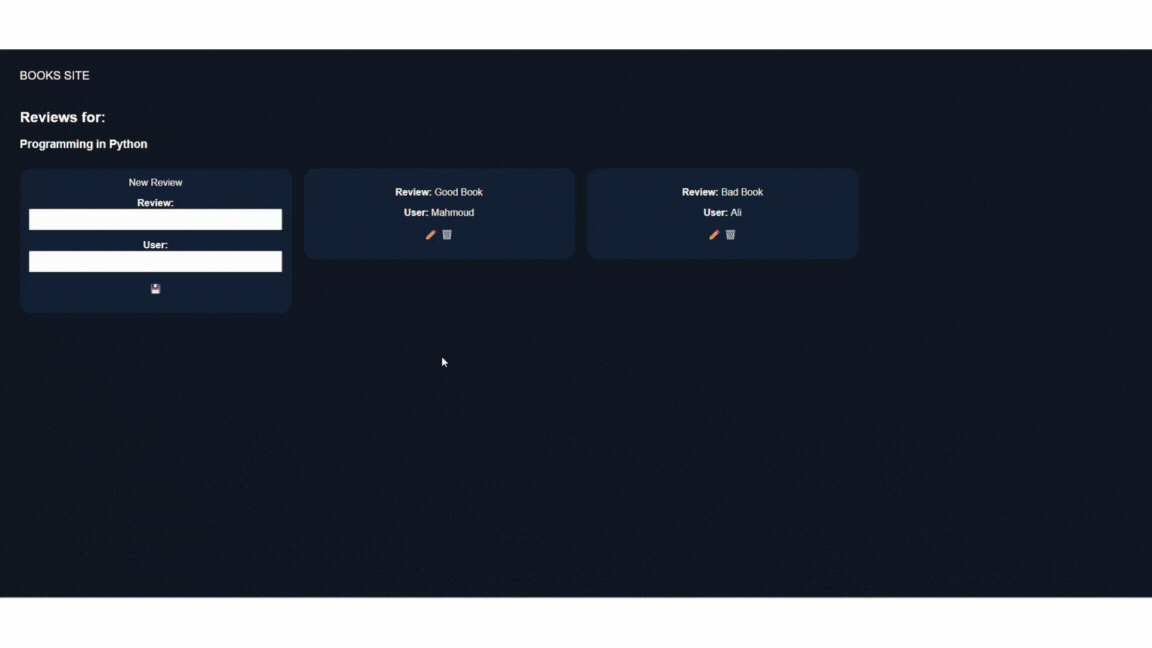 BOOKS SITE
Reviews for:
Programming in Python
New Review
Review:
User:
Review: Good Book
User: Mahmoud
Review: Bad Book
User: Ali